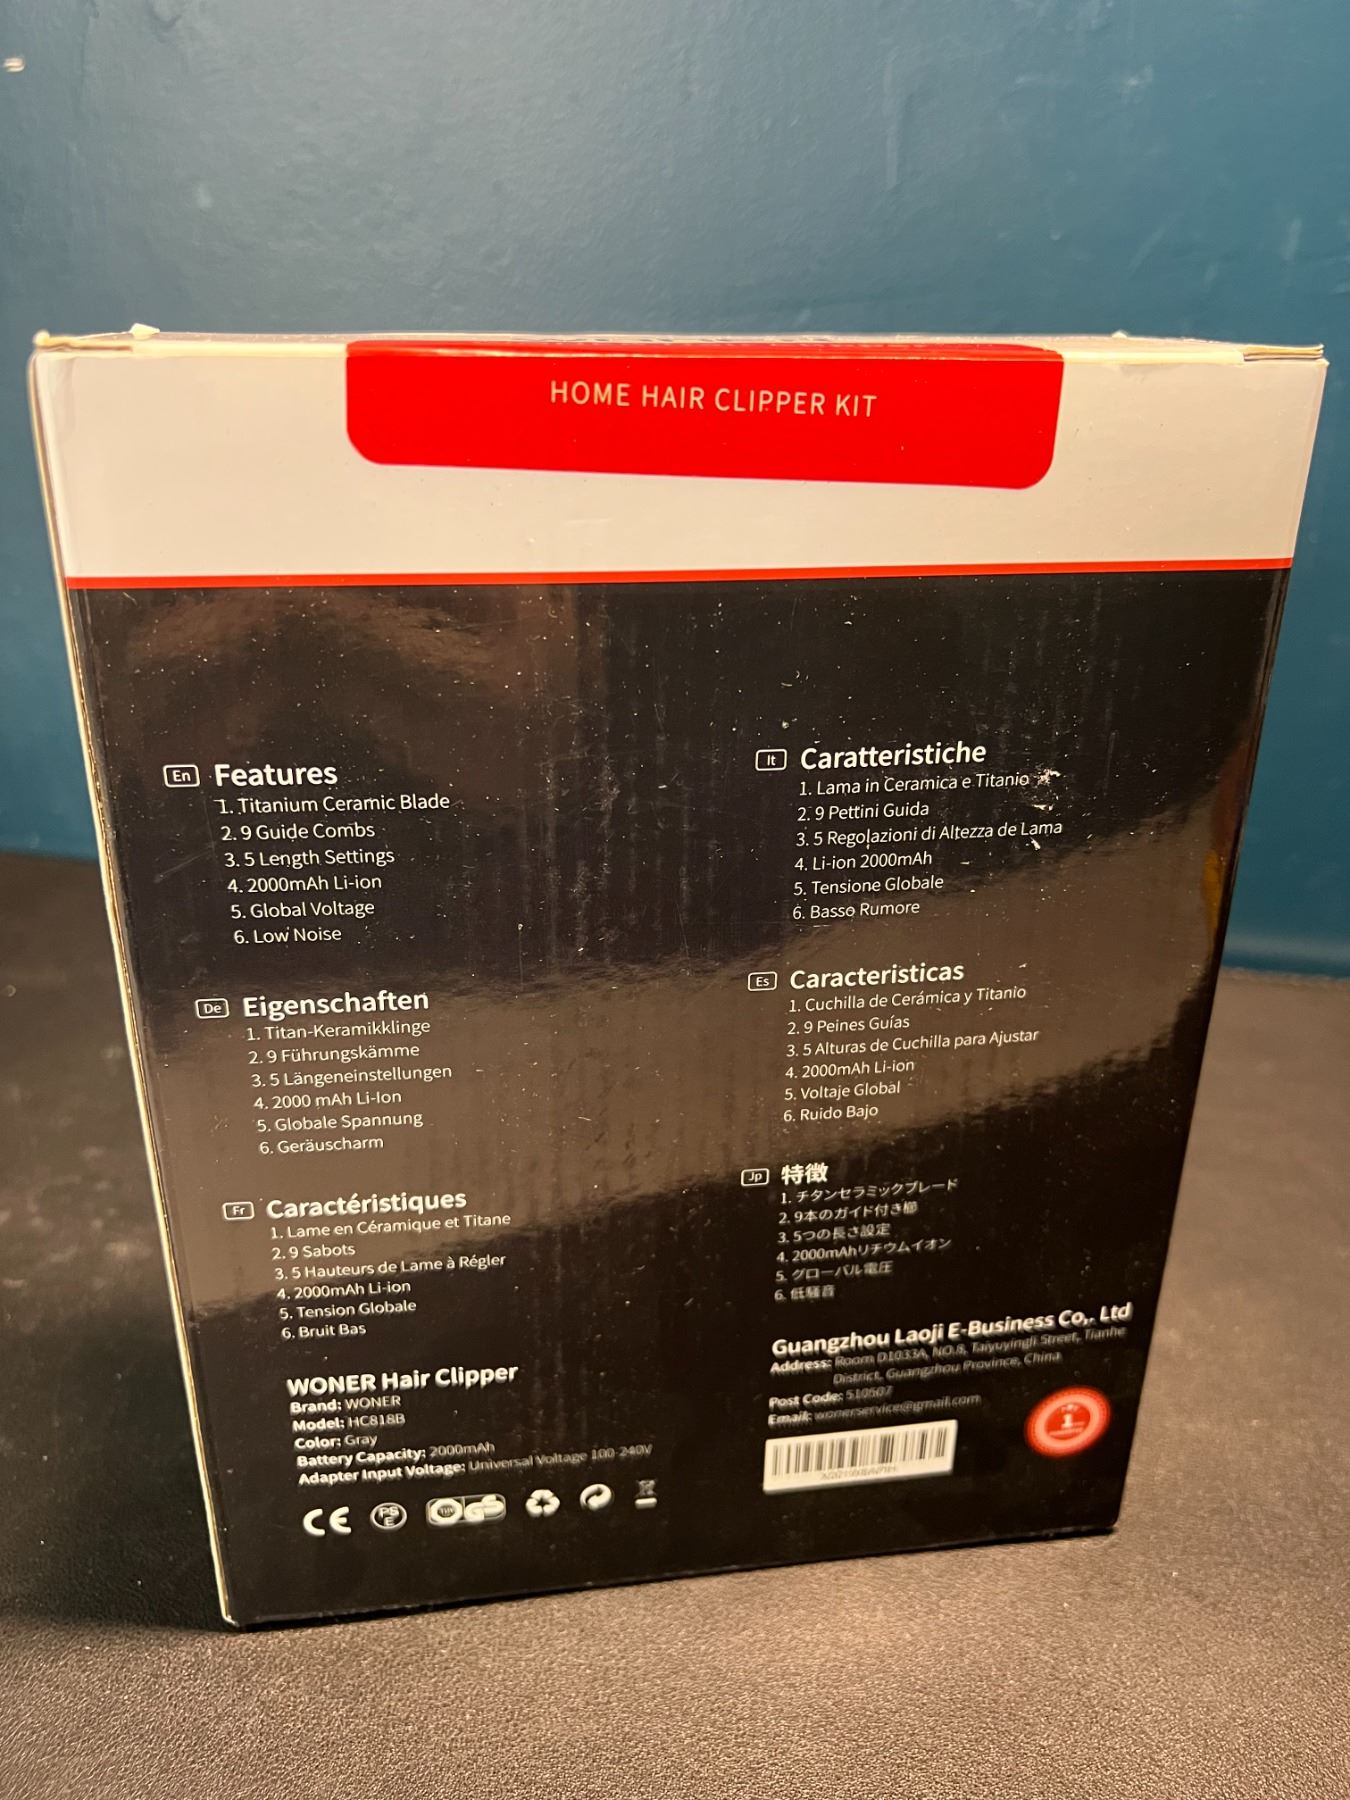 HOME HAIR CLIPPER KIT
En Features
1. Titanium Ceramic Blade
2. 9 Guide Combs
3. 5 Length Settings
4. 2000mAh Li-ion
5. Global Voltage
6. Low Noise
De Eigenschaften
1. Titan-Keramikklinge
2. 9 Führungskämme
3. 5 Längeneinstellungen
4. 2000 mAh Li-Ion
5. Globale Spannung
6. Geräuscharm
Fr Caractéristiques
1. Lame en Céramique et Titane
2. 9 Sabots
3. 5 Hauteurs de Lame à Régler
4. 2000mAh Li-ion
5. Tension Globale
6. Bruit Bas
WONER Hair Clipper
Brand: WONER
Model: HC818B
Color: Gray
Battery Capacity: 2000mAh
Adapter Input Voltage: Universal Voltage 100-240V
CE
PS
E
GS
It Caratteristiche
1. Lama in Ceramica e Titanio
2. 9 Pettini Guida
3. 5 Regolazioni di Altezza de Lama
4. Li-ion 2000mAh
5. Tensione Globale
6. Basso Rumore
Es Caracteristicas
1. Cuchilla de Cerámica y Titanio
2. 9 Peines Guías
3. 5 Alturas de Cuchilla para Ajustar
4. 2000mAh Li-ion
5. Voltaje Global
6. Ruido Bajo
Jp 特徴
1. チタンセラミックブレード
2. 9本のガイド付き櫛
3. 5つの長さ設定
4. 2000mAhリチウムイオン
5. グローバル電圧
6. 低騒音
Guangzhou Laoji E-Business Co,. Ltd
Address: Room D1033A, NO.8, Taiyuyingli Street, Tianhe
District, Guangzhou Province, China
Post Code: 510507
Email: wonerservice@gmail.com
1